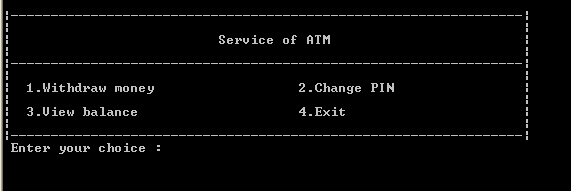 Service of ATM
1.Withdraw money 2.Change PIN
3.View balance 4.Exit
Enter your choice :